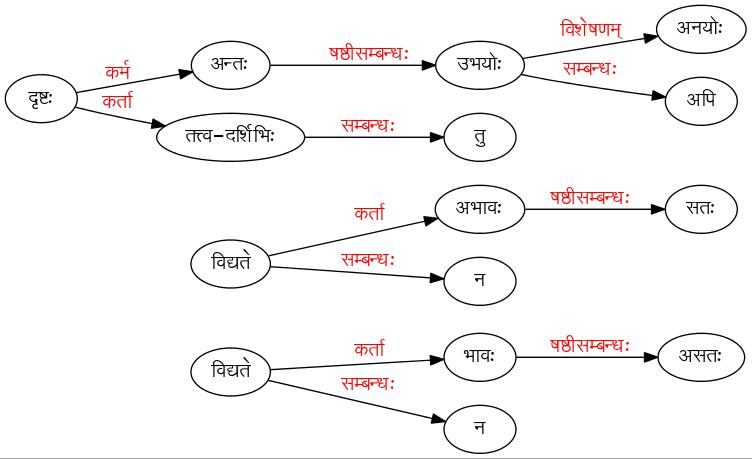 विशेषणम्
अनयोः
षष्ठीसम्बन्धः
अन्तः
उभयोः
कर्म
सम्बन्धः
दृष्टः
कर्ता
अपि
सम्बन्धः
तत्त्व-दर्शिभिः
तु
कर्ता
अभावः
षष्ठीसम्बन्धः
सतः
विद्यते
सम्बन्धः
न
कर्ता
भावः
षष्ठीसम्बन्धः
असतः
विद्यते
सम्बन्धः
न